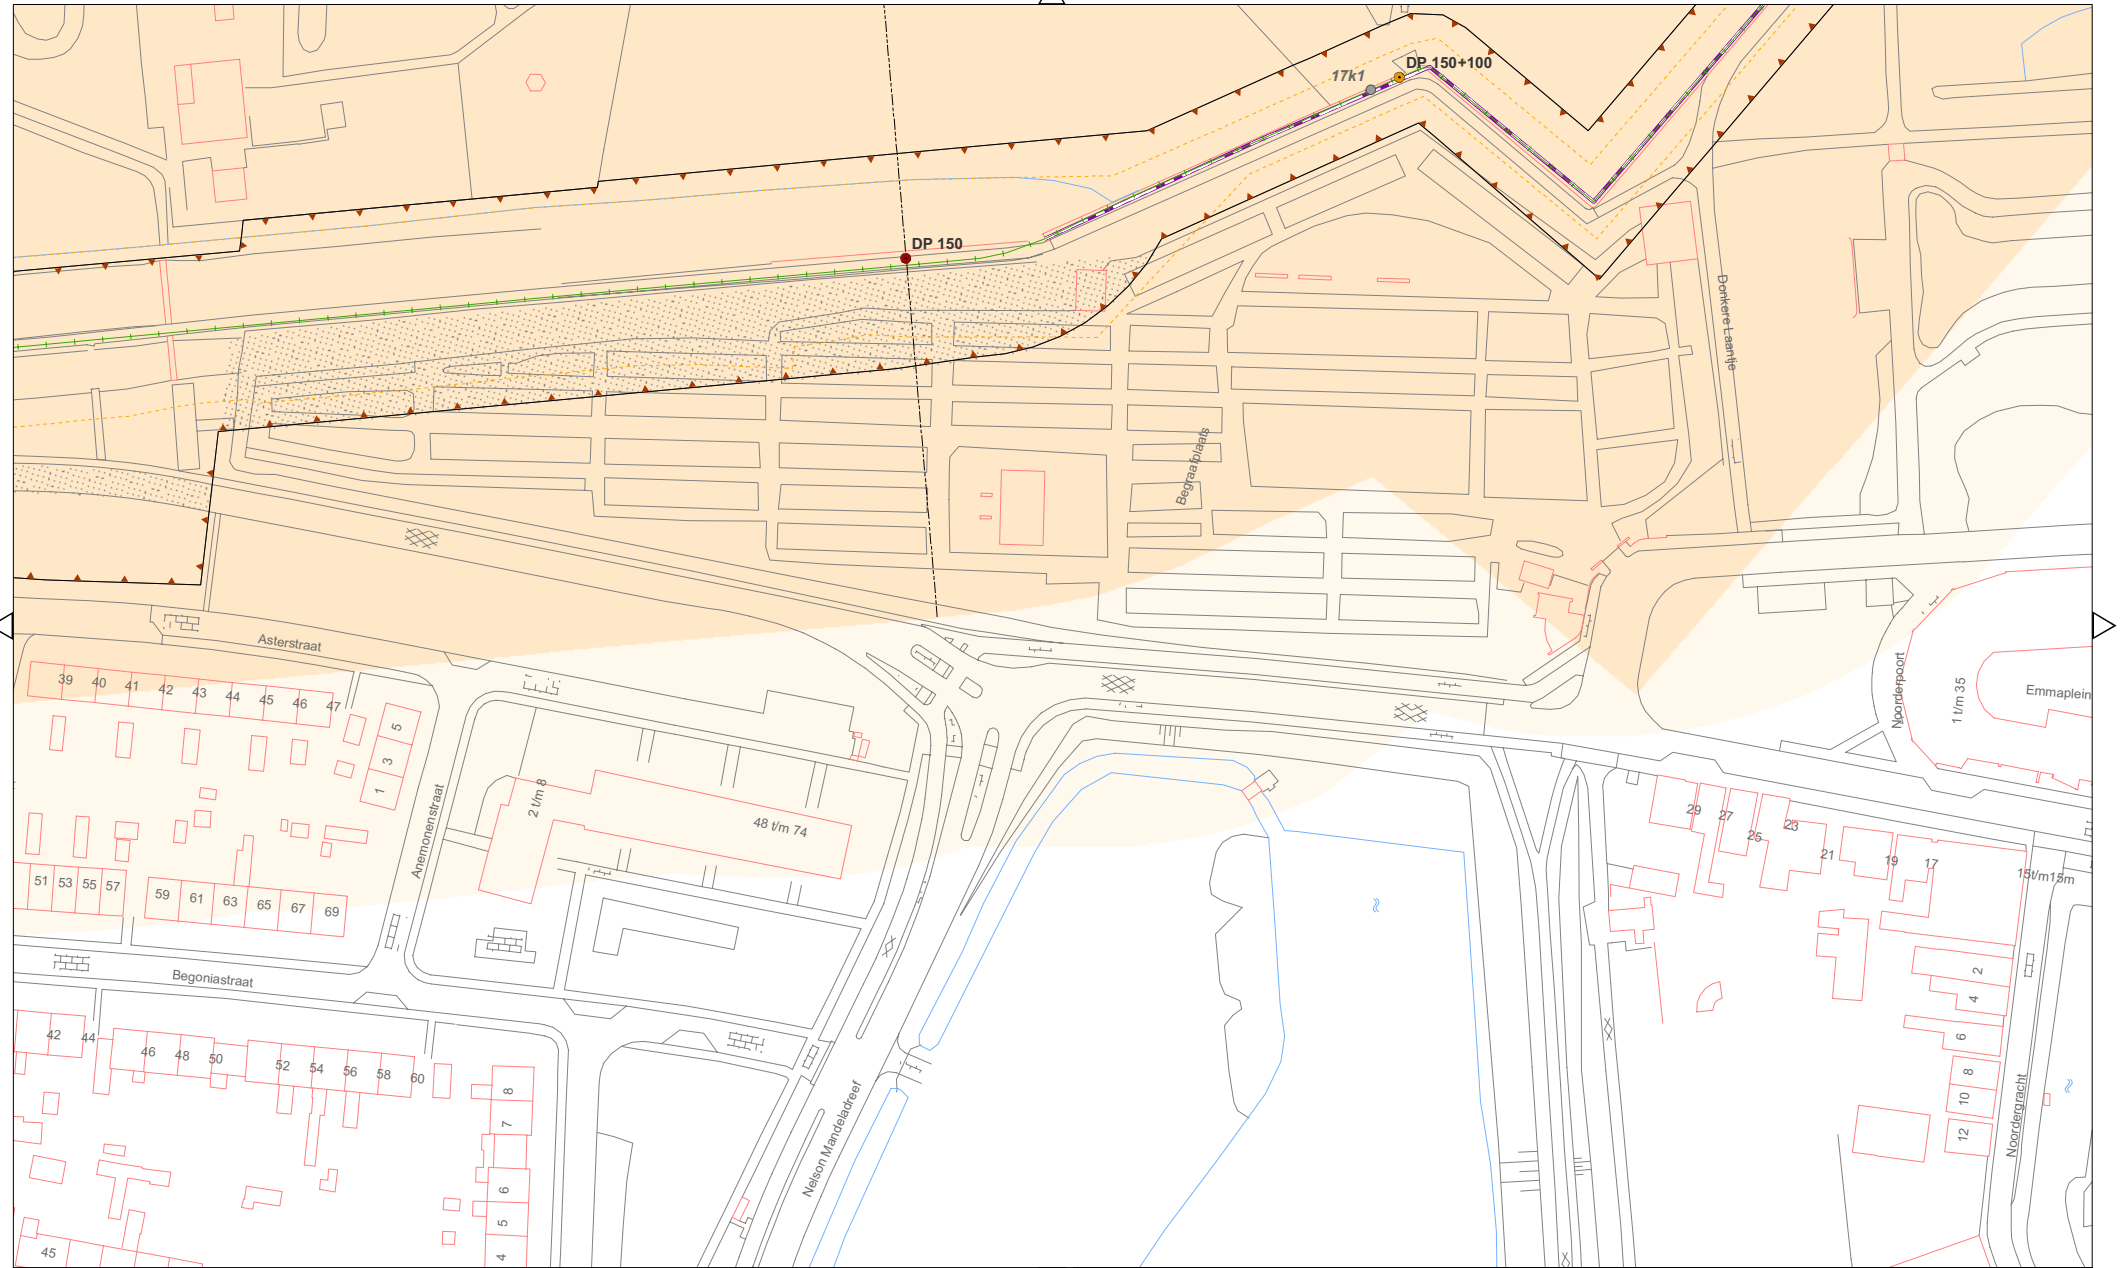 17k1
DP 150+100
DP 150
Donkere Laantje
Begraafplaats
Asterstraat
39 40 41 42 43 44 45 46 47
5
3
1
Anemonenstraat
2 t/m 8
48 t/m 74
Noorderpoort
1 t/m 35
Emmaplein
29 27 25 23 21 19 17
15t/m15m
51 53 55 57
59 61 63 65 67 69
Begoniastraat
42 44
46 48 50 52 54 56 58 60
8
7
6
5
4
45
Nelson Mandeladreef
2
4
6
8
10
12
Noordergracht